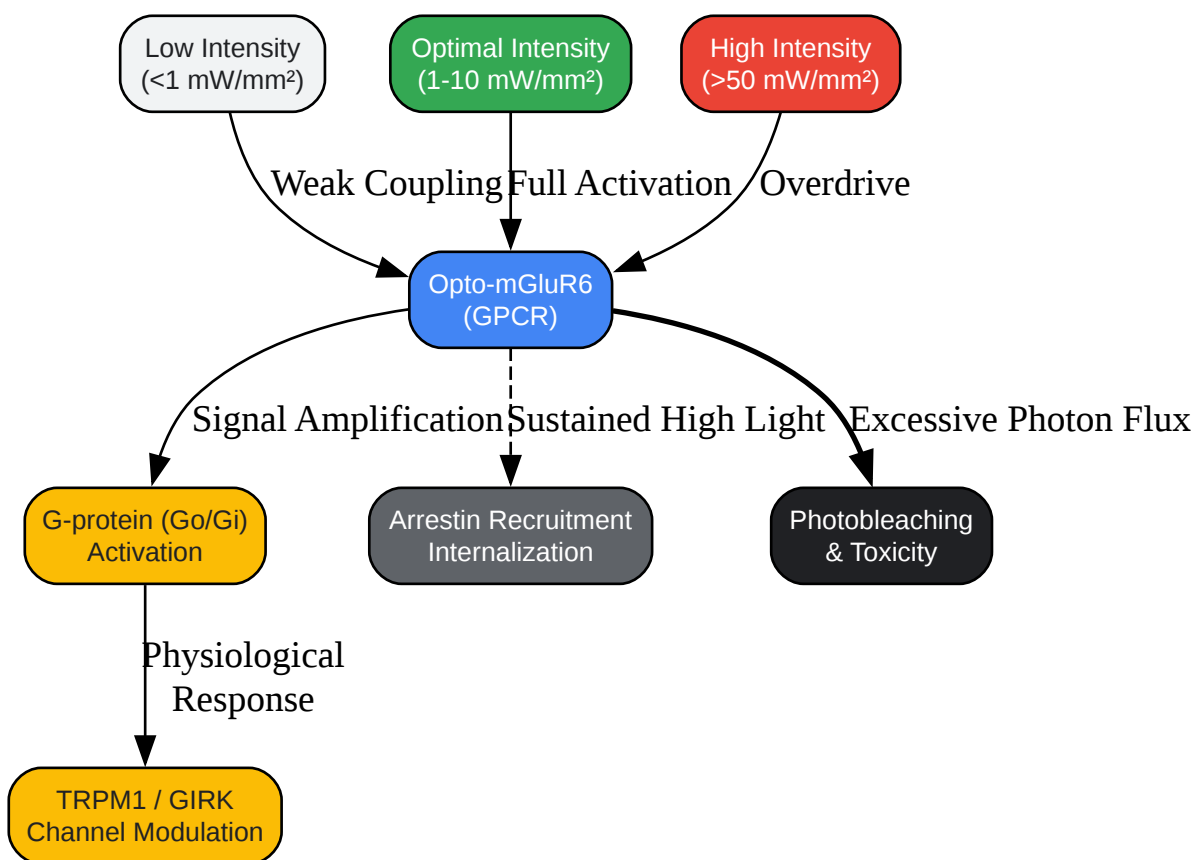 Low Intensity
(<1 mW/mm²)
Optimal Intensity
(1-10 mW/mm²)
High Intensity
(>50 mW/mm²)
Weak Coupling
Full Activation
Overdrive
Opto-mGluR6
(GPCR)
Signal Amplification
Sustained High Light
Excessive Photon Flux
G-protein (Go/Gi)
Activation
Arrestin Recruitment
Internalization
Photobleaching
& Toxicity
Physiological
Response
TRPM1 / GIRK
Channel Modulation